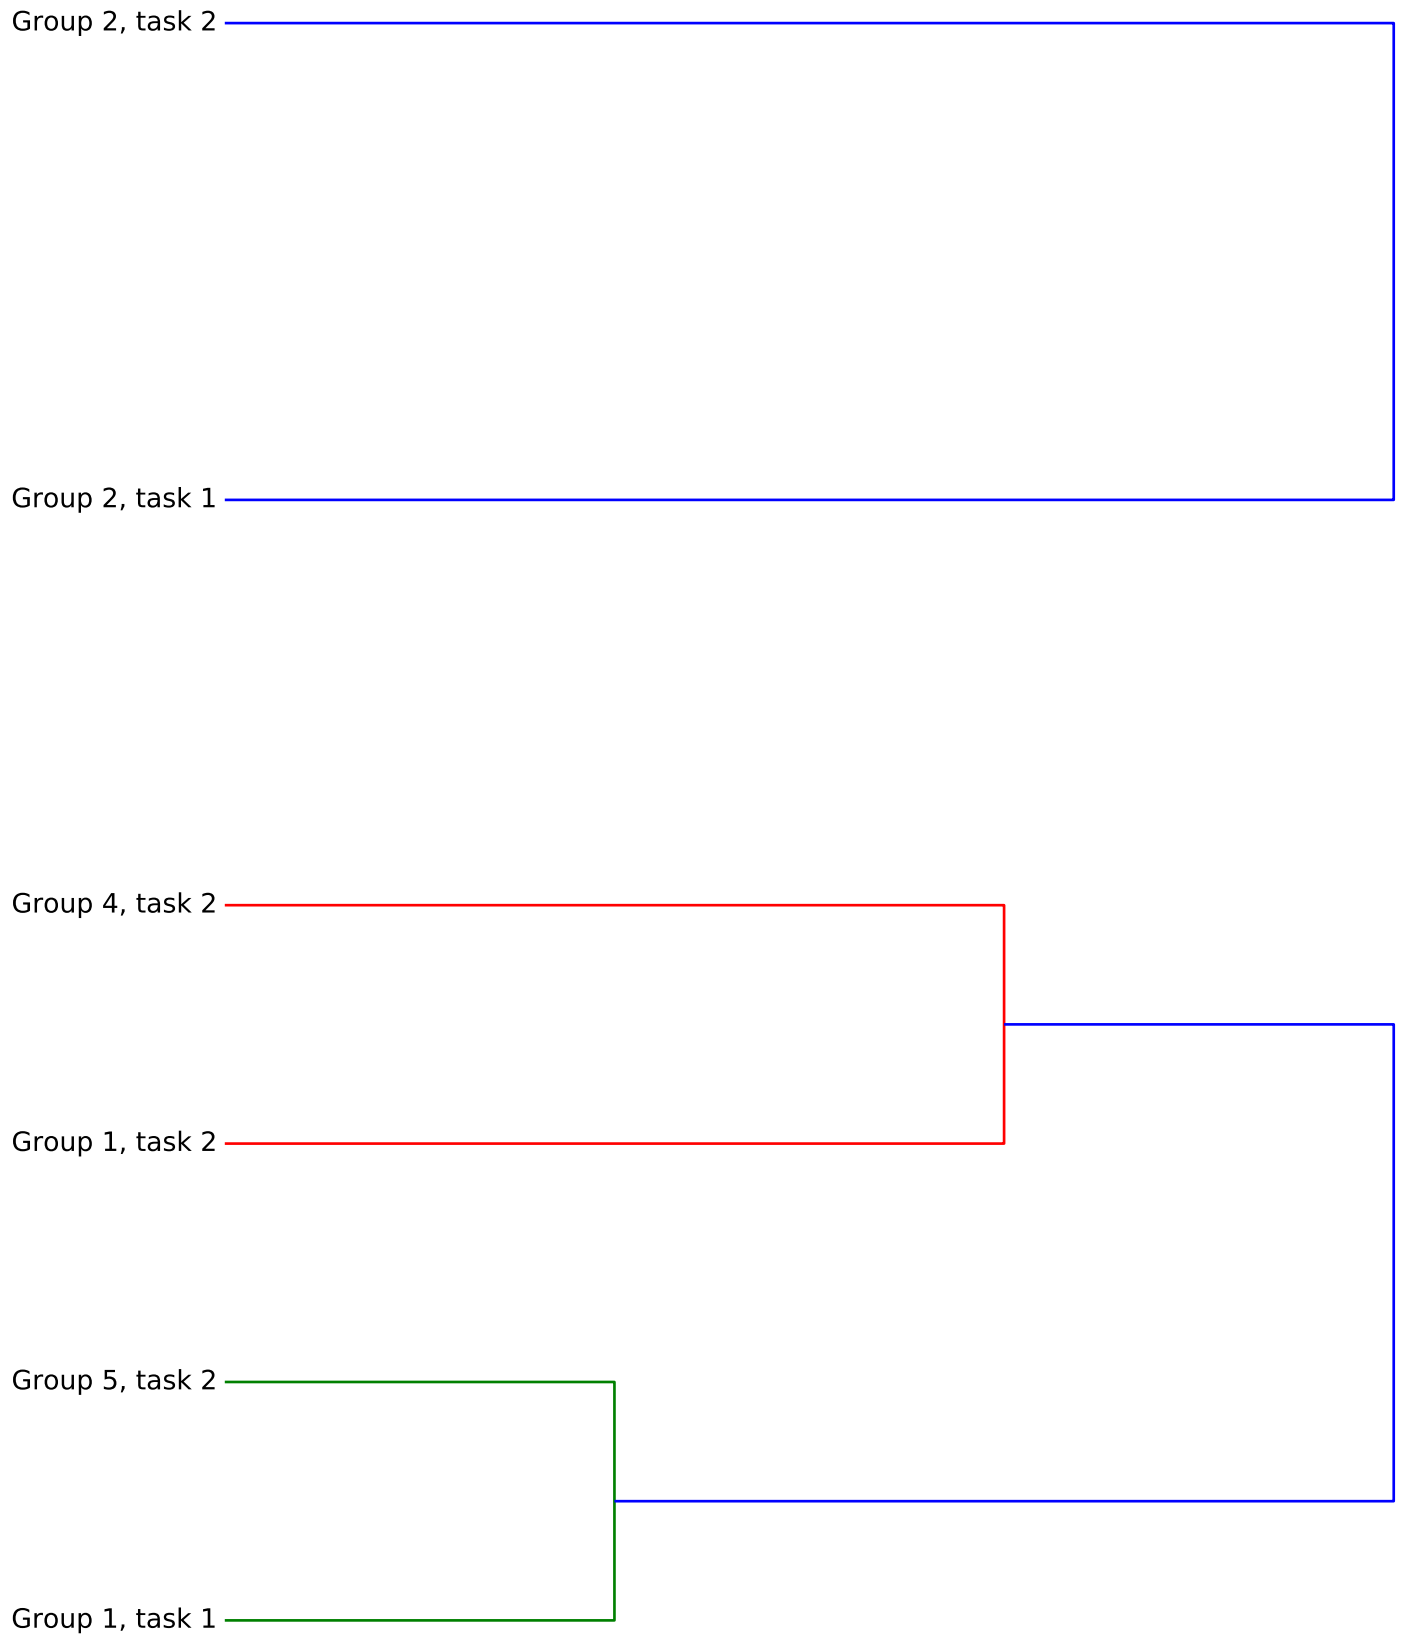 Group 2, task 2
Group 2, task 1
Group 4, task 2
Group 1, task 2
Group 5, task 2
Group 1, task 1